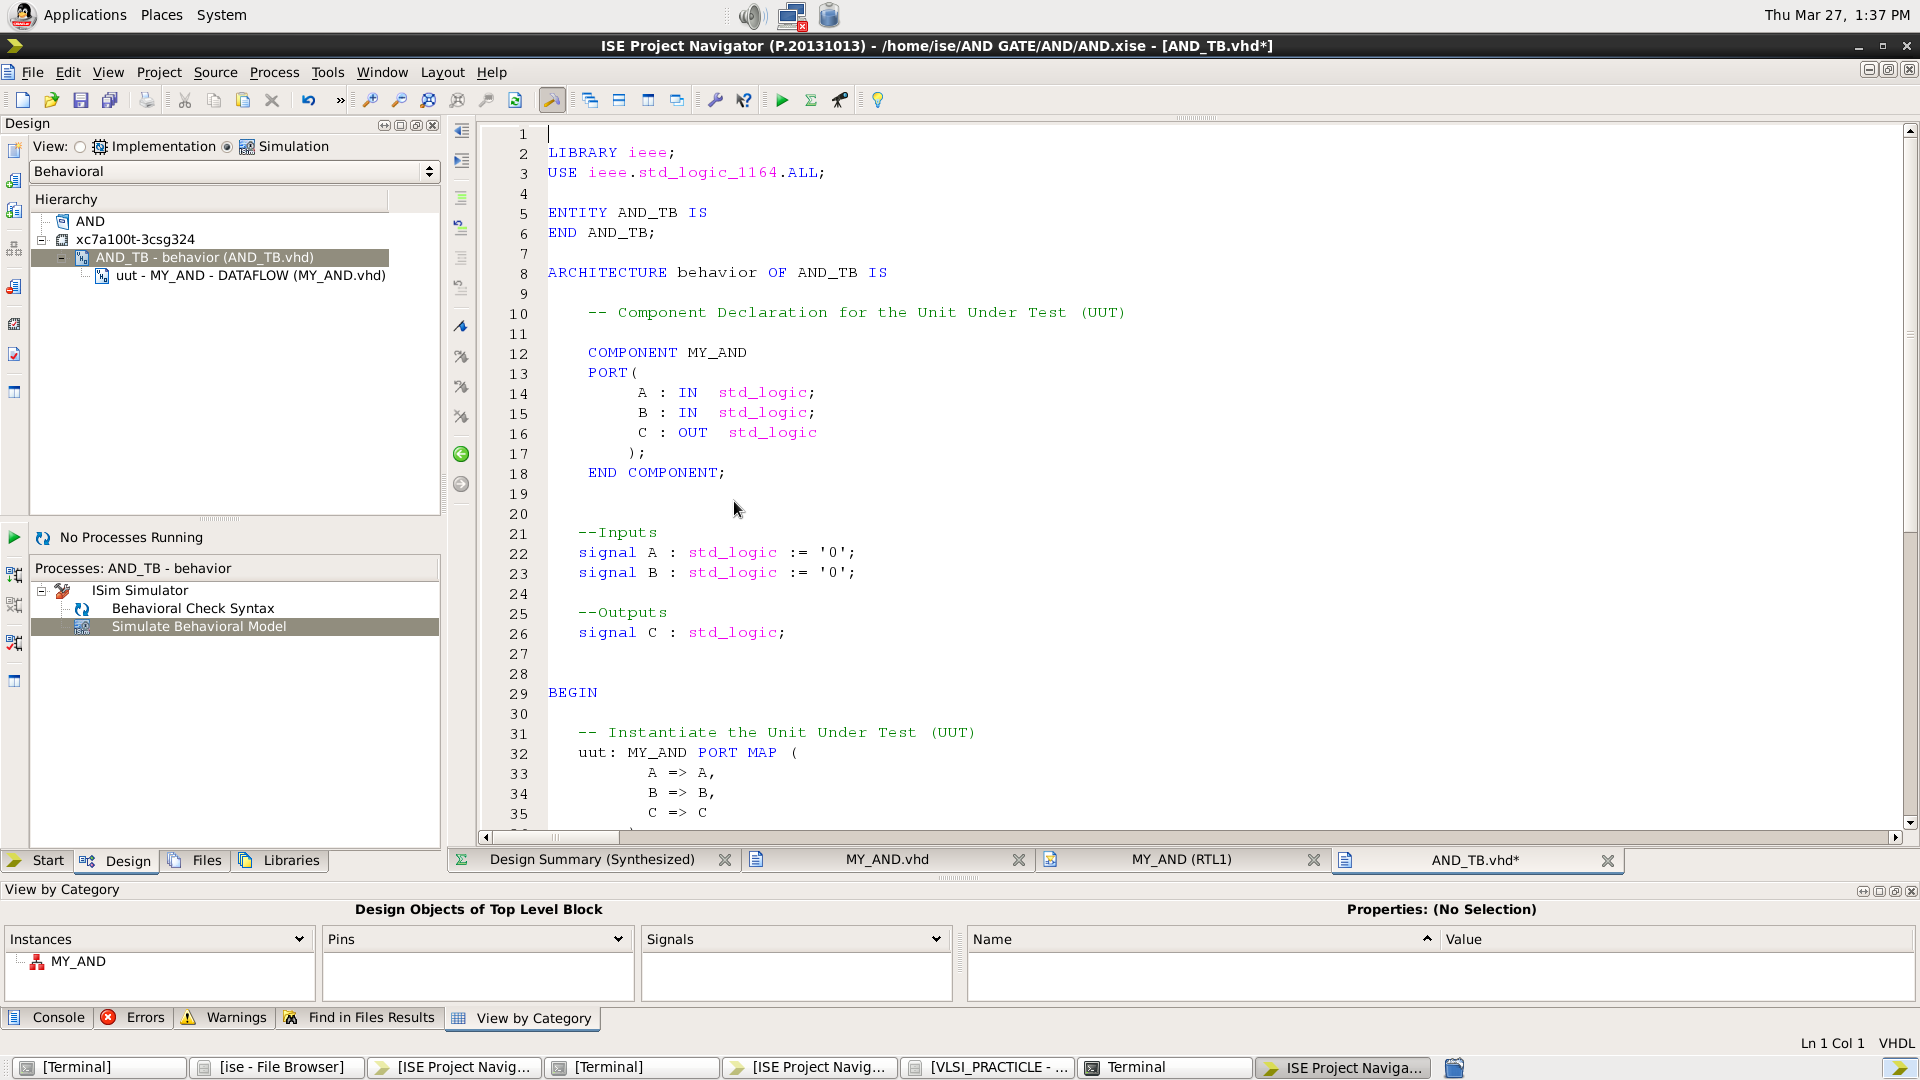 Applications Places System
Thu Mar 27, 1:37 PM
ISE Project Navigator (P.20131013) - /home/ise/AND GATE/AND/AND.xise - [AND_TB.vhd*]
File Edit View Project Source Process Tools Window Layout Help
Design
View: Implementation Simulation
Behavioral
Hierarchy
AND
xc7a100t-3csg324
AND_TB - behavior (AND_TB.vhd)
uut - MY_AND - DATAFLOW (MY_AND.vhd)
No Processes Running
Processes: AND_TB - behavior
ISim Simulator
Behavioral Check Syntax
Simulate Behavioral Model
Start Design Files Libraries
1
2 LIBRARY ieee;
3 USE ieee.std_logic_1164.ALL;
4
5 ENTITY AND_TB IS
6 END AND_TB;
7
8 ARCHITECTURE behavior OF AND_TB IS
9
10 -- Component Declaration for the Unit Under Test (UUT)
11
12 COMPONENT MY_AND
13 PORT(
14 A : IN std_logic;
15 B : IN std_logic;
16 C : OUT std_logic
17 );
18 END COMPONENT;
19
20
21 --Inputs
22 signal A : std_logic := '0';
23 signal B : std_logic := '0';
24
25 --Outputs
26 signal C : std_logic;
27
28
29 BEGIN
30
31 -- Instantiate the Unit Under Test (UUT)
32 uut: MY_AND PORT MAP (
33 A => A,
34 B => B,
35 C => C
Design Summary (Synthesized) MY_AND.vhd MY_AND (RTL1) AND_TB.vhd*
View by Category
Design Objects of Top Level Block
Properties: (No Selection)
Instances Pins Signals Name Value
MY_AND
Console Errors Warnings Find in Files Results View by Category
Ln 1 Col 1 VHDL
[Terminal] [ise - File Browser] [ISE Project Navig... [Terminal] [ISE Project Navig... [VLSI_PRACTICLE - ... Terminal ISE Project Naviga...